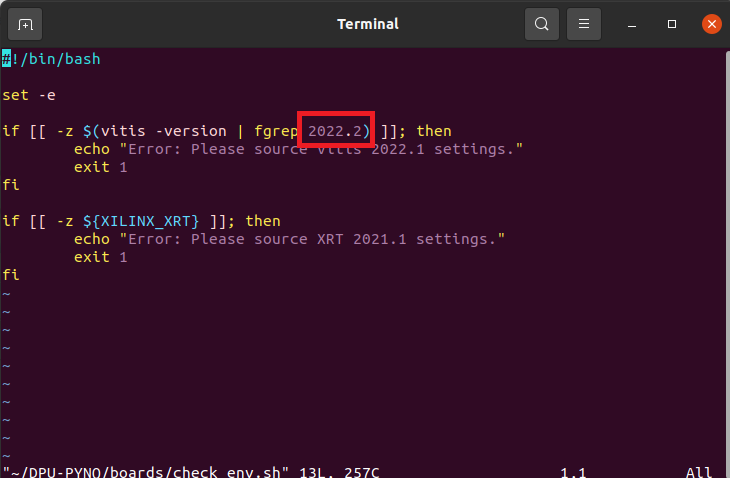 Terminal
#!/bin/bash
set -e
if [[ -z $(vitis -version | fgrep 2022.2) ]]; then
echo "Error: Please source Vitis 2022.1 settings."
exit 1
fi
if [[ -z ${XILINX_XRT} ]]; then
echo "Error: Please source XRT 2021.1 settings."
exit 1
fi
~
~
~
~
~
~
~
~
~
~
"~/DPU-PYNQ/boards/check_env.sh" 13L, 257C 1,1 All